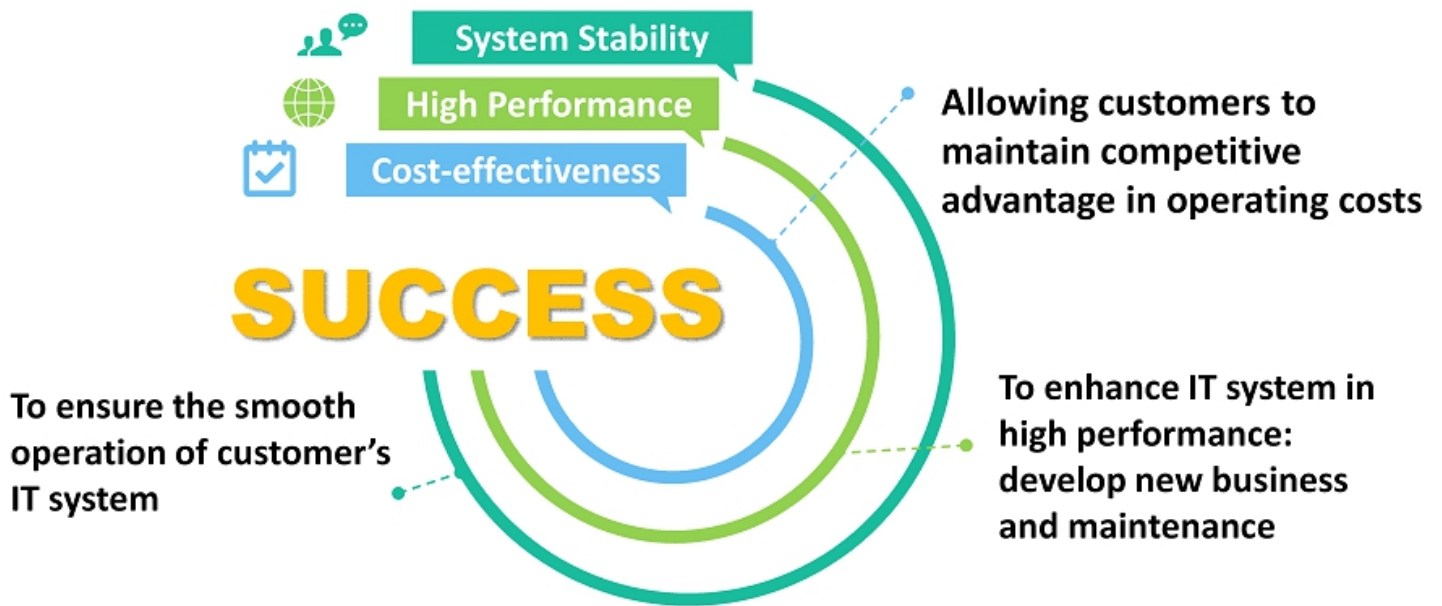 System Stability
High Performance
Cost-effectiveness
Allowing customers to
maintain competitive
advantage in operating costs
SUCCESS
To ensure the smooth
operation of customer’s
IT system
To enhance IT system in
high performance:
develop new business
and maintenance